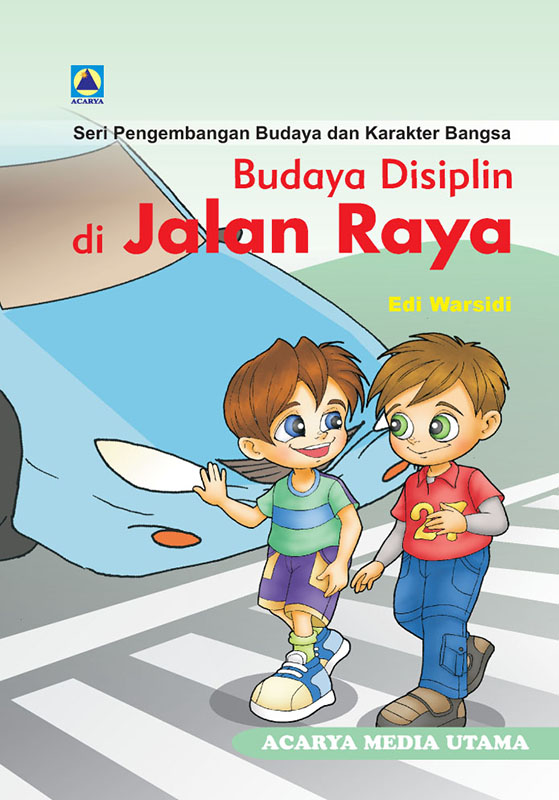 ACARYA
Seri Pengembangan Budaya dan Karakter Bangsa
Budaya Disiplin
di Jalan Raya
Edi Warsidi
27
ACARYA MEDIA UTAMA